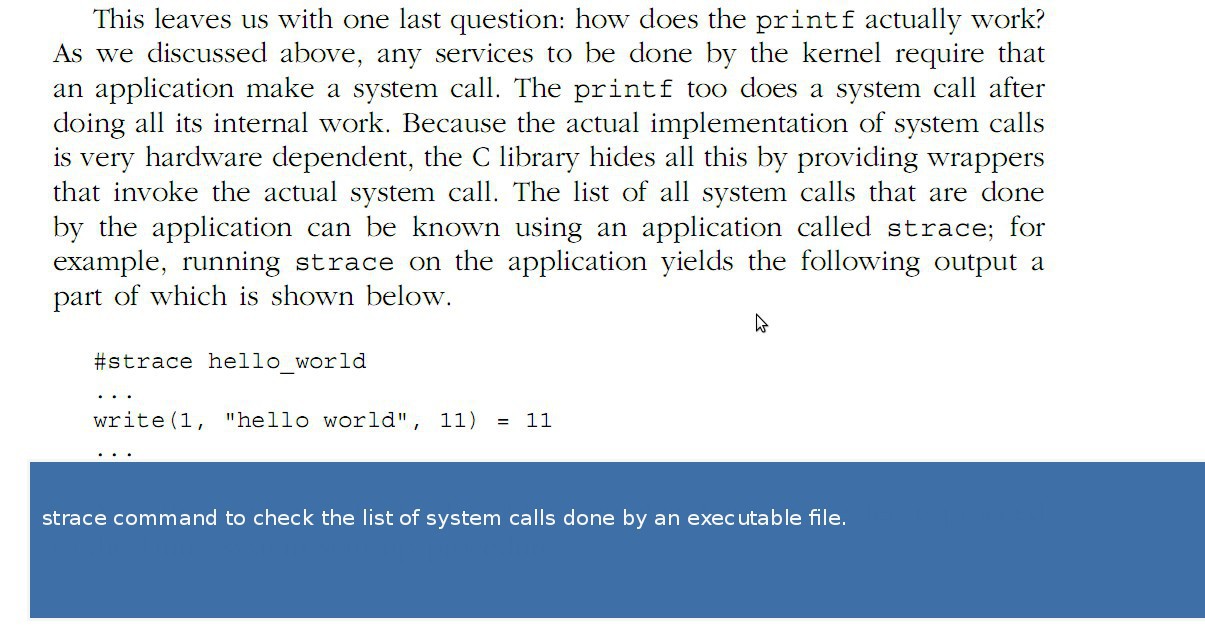 This leaves us with one last question: how does the printf actually work?
As we discussed above, any services to be done by the kernel require that
an application make a system call. The printf too does a system call after
doing all its internal work. Because the actual implementation of system calls
is very hardware dependent, the C library hides all this by providing wrappers
that invoke the actual system call. The list of all system calls that are done
by the application can be known using an application called strace; for
example, running strace on the application yields the following output a
part of which is shown below.
#strace hello_world
...
write(1, "hello world", 11) = 11
...
strace command to check the list of system calls done by an executable file.